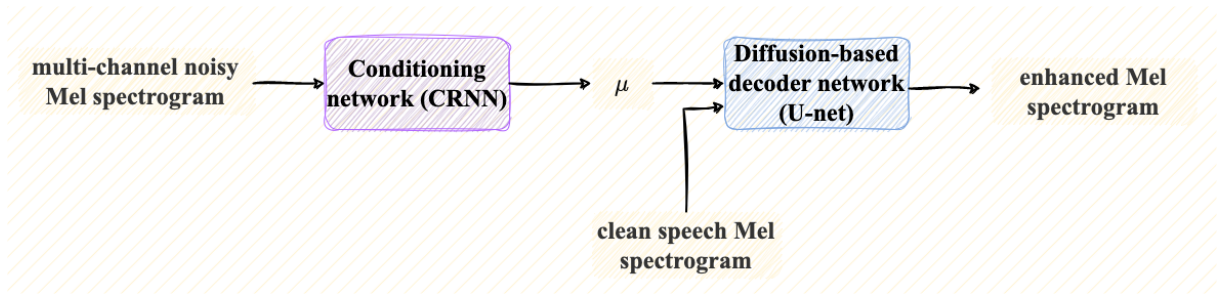 multi-channel noisy
Mel spectrogram
Conditioning
network (CRNN)
μ
Diffusion-based
decoder network
(U-net)
enhanced Mel
spectrogram
clean speech Mel
spectrogram